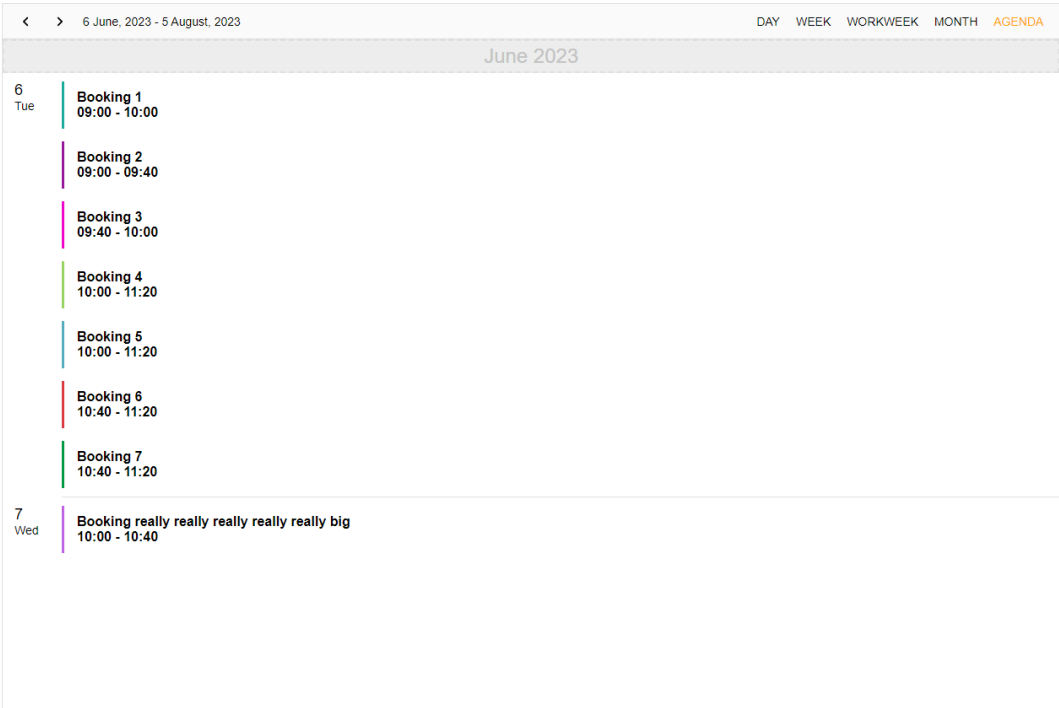 6 June, 2023 - 5 August, 2023 DAY WEEK WORKWEEK MONTH AGENDA
June 2023
6
Tue
Booking 1
09:00 - 10:00
Booking 2
09:00 - 09:40
Booking 3
09:40 - 10:00
Booking 4
10:00 - 11:20
Booking 5
10:00 - 11:20
Booking 6
10:40 - 11:20
Booking 7
10:40 - 11:20
7
Wed
Booking really really really really really big
10:00 - 10:40